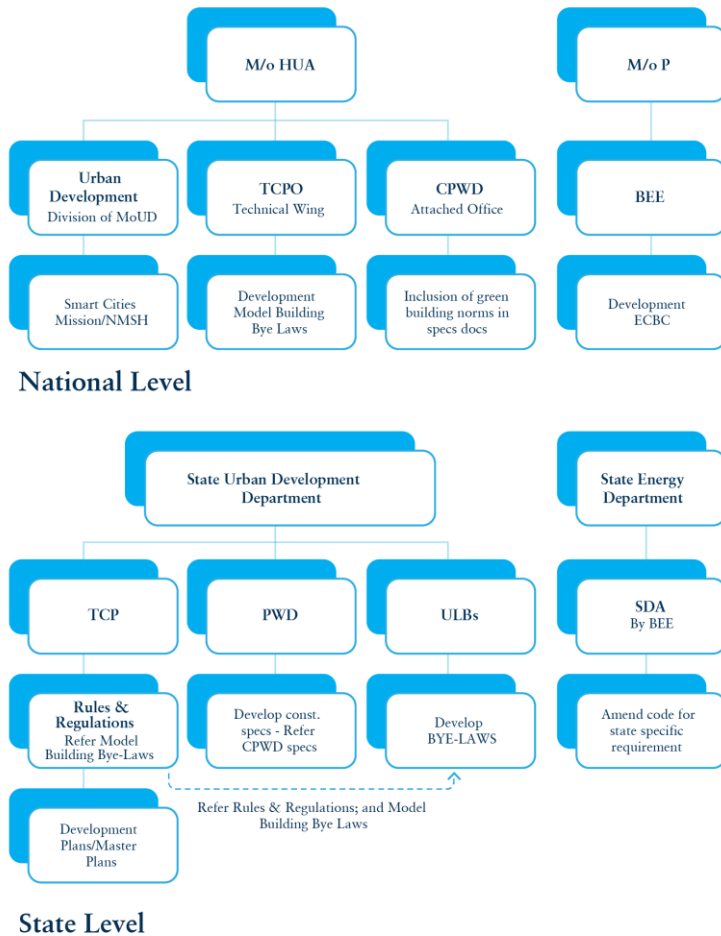 M/o HUA
M/o P
Urban
Development
Division of MoUD
TCPO
Technical Wing
CPWD
Attached Office
BEE
Smart Cities
Mission/NMSH
Development
Model Building
Bye Laws
Inclusion of green
building norms in
specs docs
Development
ECBC
National Level
State Urban Development
Department
State Energy
Department
TCP
PWD
ULBs
SDA
By BEE
Rules &
Regulations
Refer Model
Building Bye-Laws
Develop const.
specs - Refer
CPWD specs
Develop
BYE-LAWS
Amend code for
state specific
requirement
Refer Rules & Regulations; and Model
Building Bye Laws
Development
Plans/Master
Plans
State Level